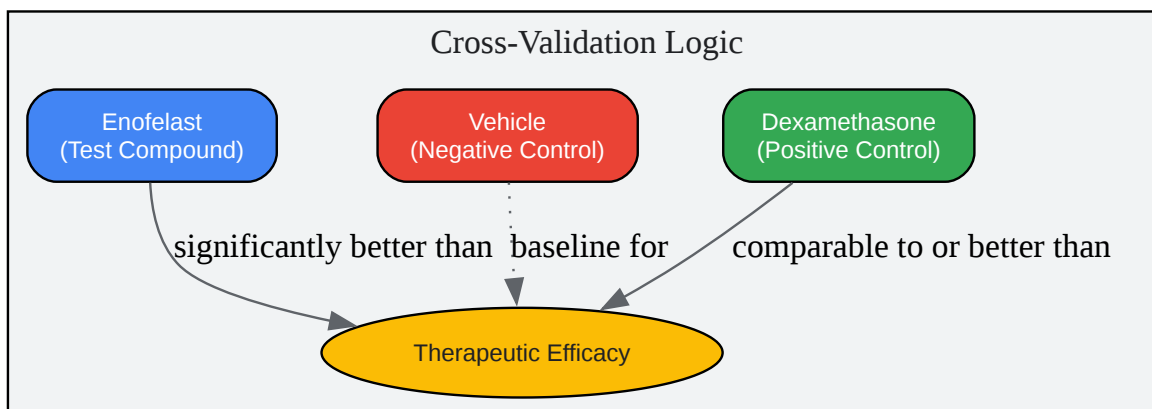 Cross-Validation Logic
Enofelast
(Test Compound)
Vehicle
(Negative Control)
Dexamethasone
(Positive Control)
significantly better than
baseline for
comparable to or better than
Therapeutic Efficacy